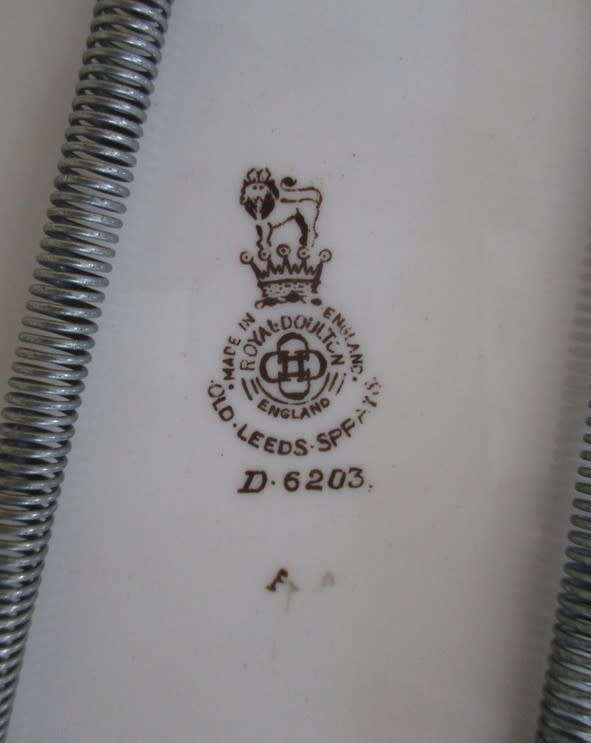 MADE IN ENGLAND.
ROYAL DOULTON
ENGLAND
OLD · LEEDS · SPRAYS
D · 6203.